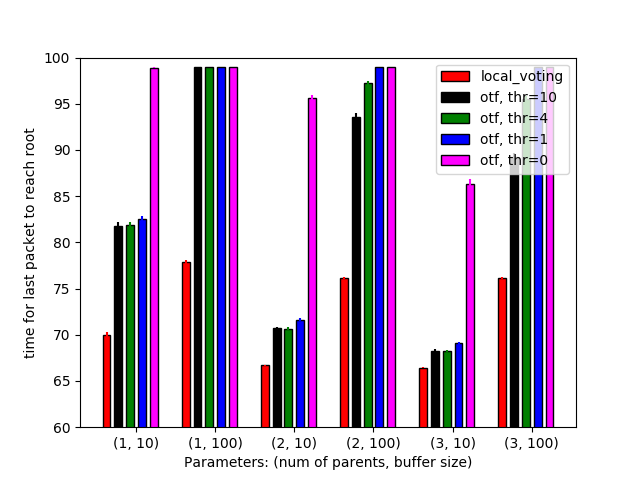 100
95
90
85
80
75
70
65
60
time for last packet to reach root
local_voting
otf, thr=10
otf, thr=4
otf, thr=1
otf, thr=0
(1, 10)
(1, 100)
(2, 10)
(2, 100)
(3, 10)
(3, 100)
Parameters: (num of parents, buffer size)